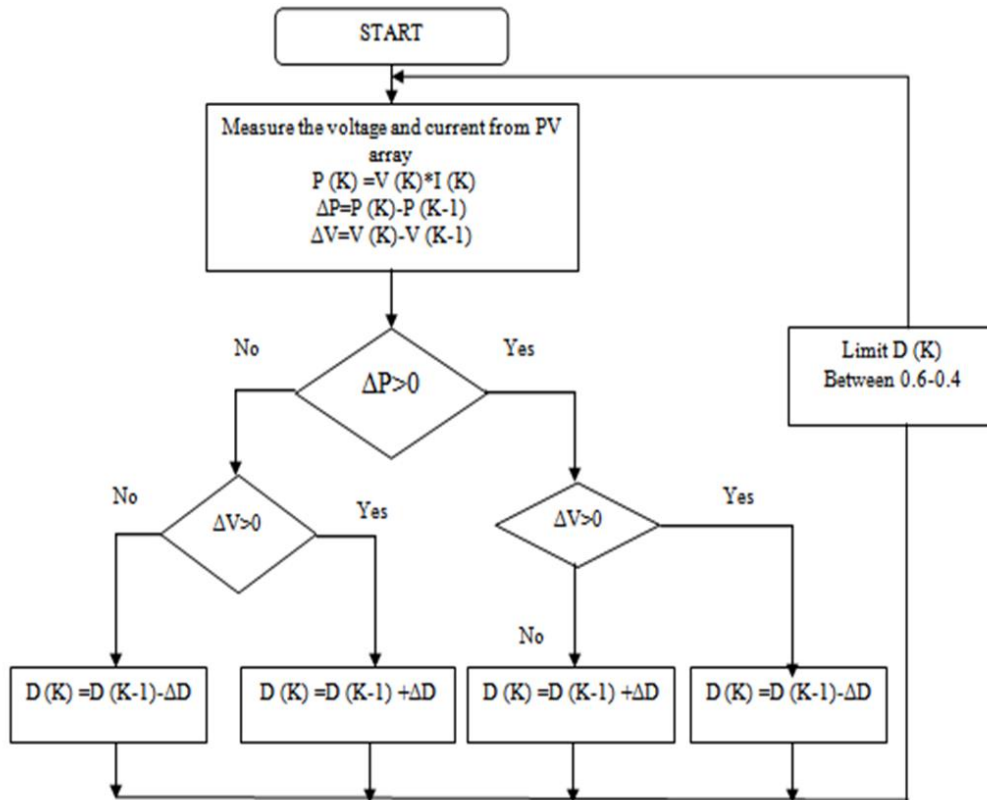 START
Measure the voltage and current from PV
array
P (K) =V (K)*I (K)
ΔP=P (K)-P (K-1)
ΔV=V (K)-V (K-1)
No
Yes
ΔP>0
Limit D (K)
Between 0.6-0.4
No
ΔV>0
Yes
ΔV>0
Yes
No
D (K) =D (K-1)-ΔD
D (K) =D (K-1) +ΔD
D (K) =D (K-1) +ΔD
D (K) =D (K-1)-ΔD